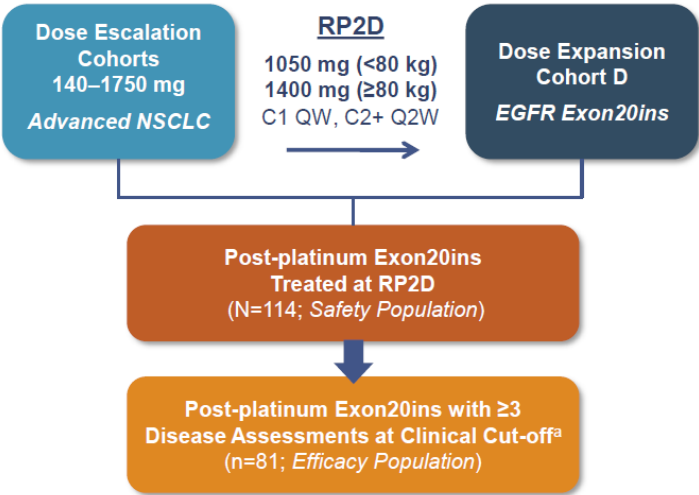 Dose Escalation
Cohorts
140–1750 mg
Advanced NSCLC
RP2D
1050 mg (<80 kg)
1400 mg (≥80 kg)
C1 QW, C2+ Q2W
Dose Expansion
Cohort D
EGFR Exon20ins
Post-platinum Exon20ins
Treated at RP2D
(N=114; Safety Population)
Post-platinum Exon20ins with ≥3
Disease Assessments at Clinical Cut-offᵃ
(n=81; Efficacy Population)